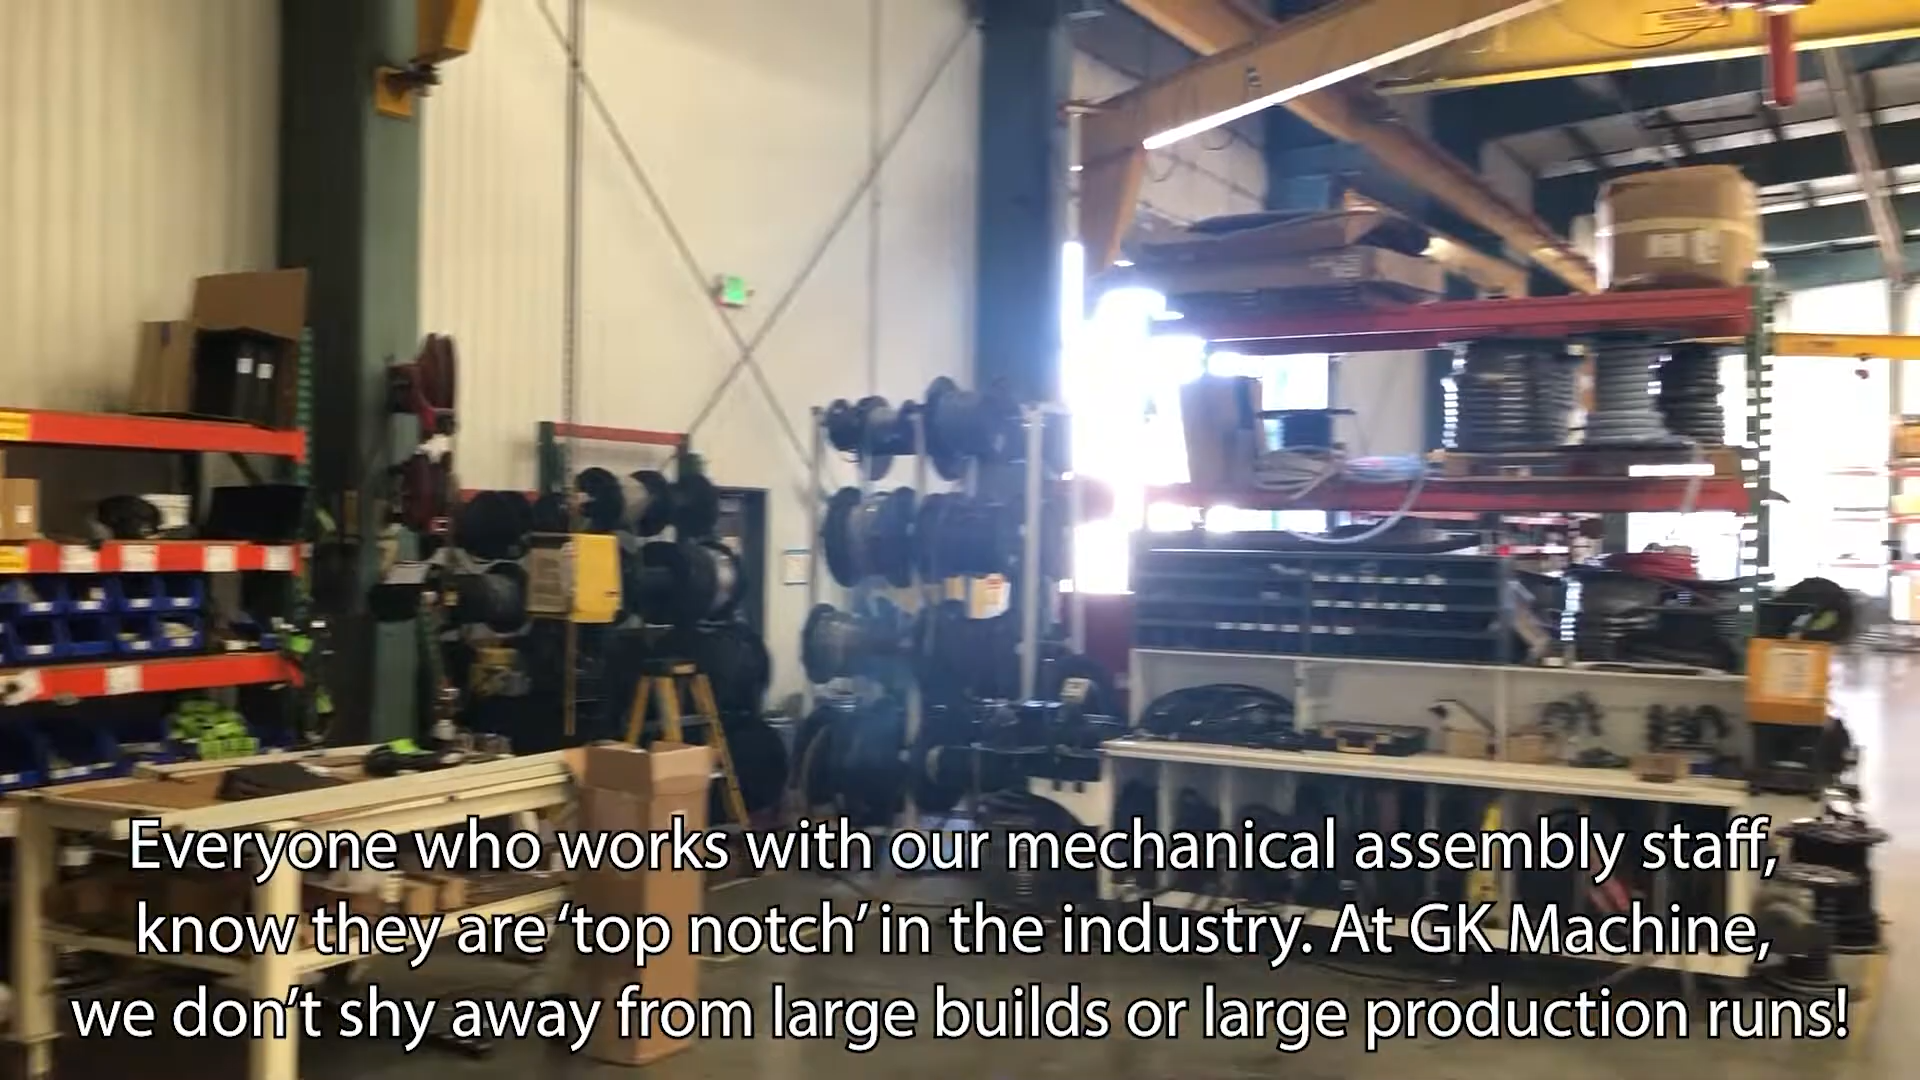 Everyone who works with our mechanical assembly staff,
know they are ‘top notch’ in the industry. At GK Machine,
we don’t shy away from large builds or large production runs!